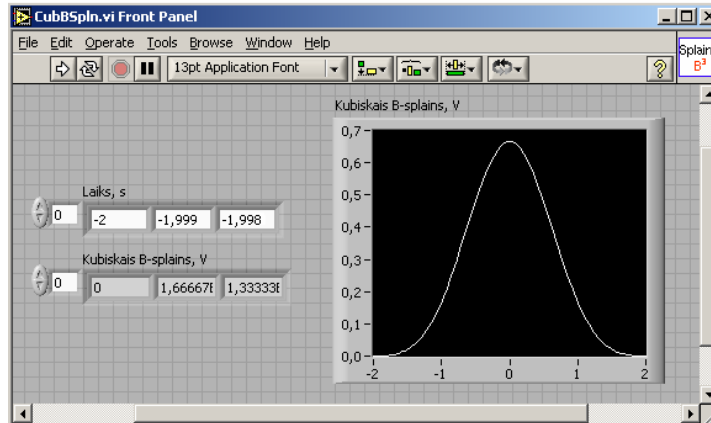 CubBSpln.vi Front Panel
File Edit Operate Tools Browse Window Help
13pt Application Font
?
Splain
B³
Kubiskais B-splains, V
0,7
0,6
0,5
0,4
0,3
0,2
0,1
0,0
-2 -1 0 1 2
Laiks, s
0 -2 -1,999 -1,998
Kubiskais B-splains, V
0 0 1,66667E 1,33333E